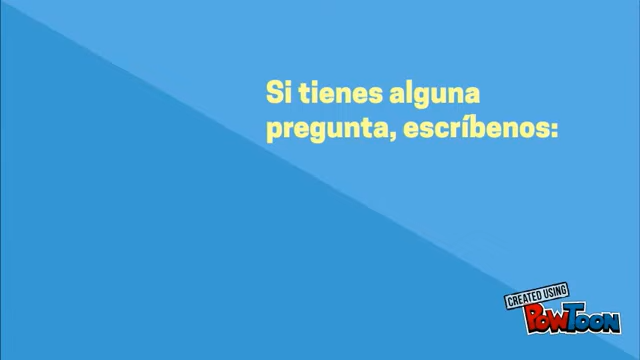 Si tienes alguna
pregunta, escríbenos:
CREATED USING
POWTOON